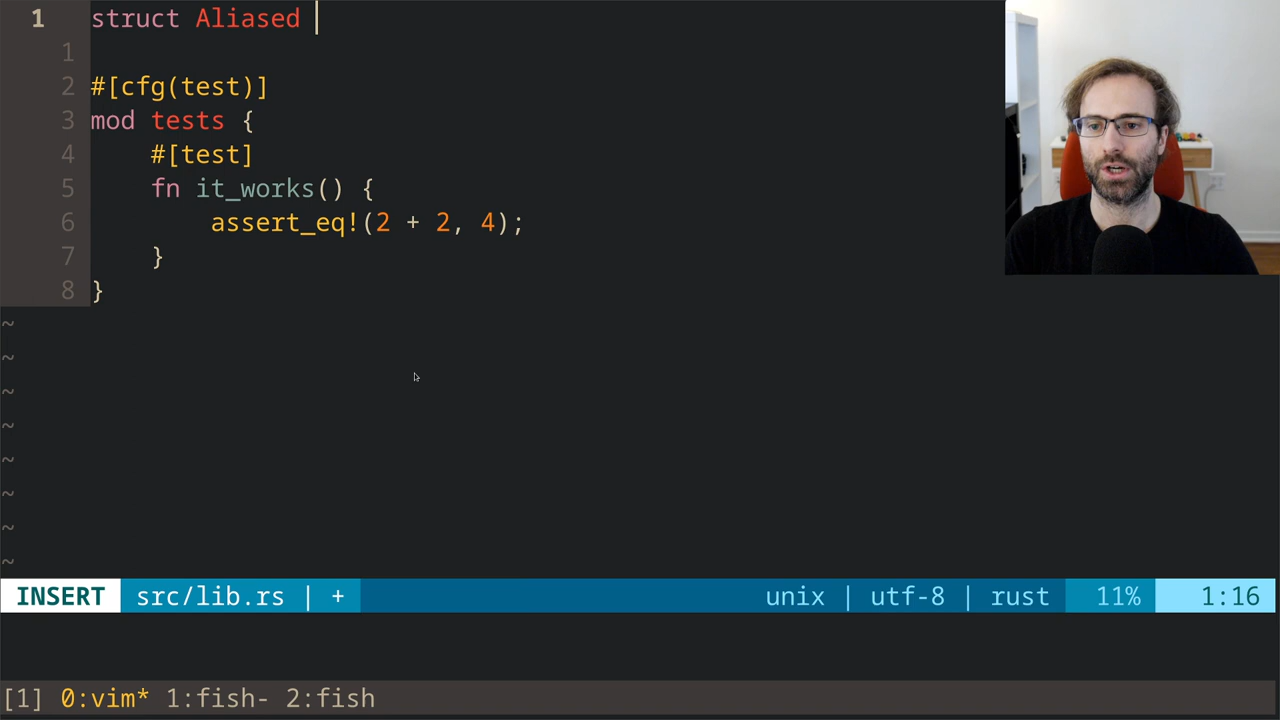 1 struct Aliased
1
2 #[cfg(test)]
3 mod tests {
4     #[test]
5     fn it_works() {
6         assert_eq!(2 + 2, 4);
7     }
8 }
~
~
~
~
~
~
~
~
INSERT src/lib.rs | + unix | utf-8 | rust 11% 1:16
[1] 0:vim* 1:fish- 2:fish